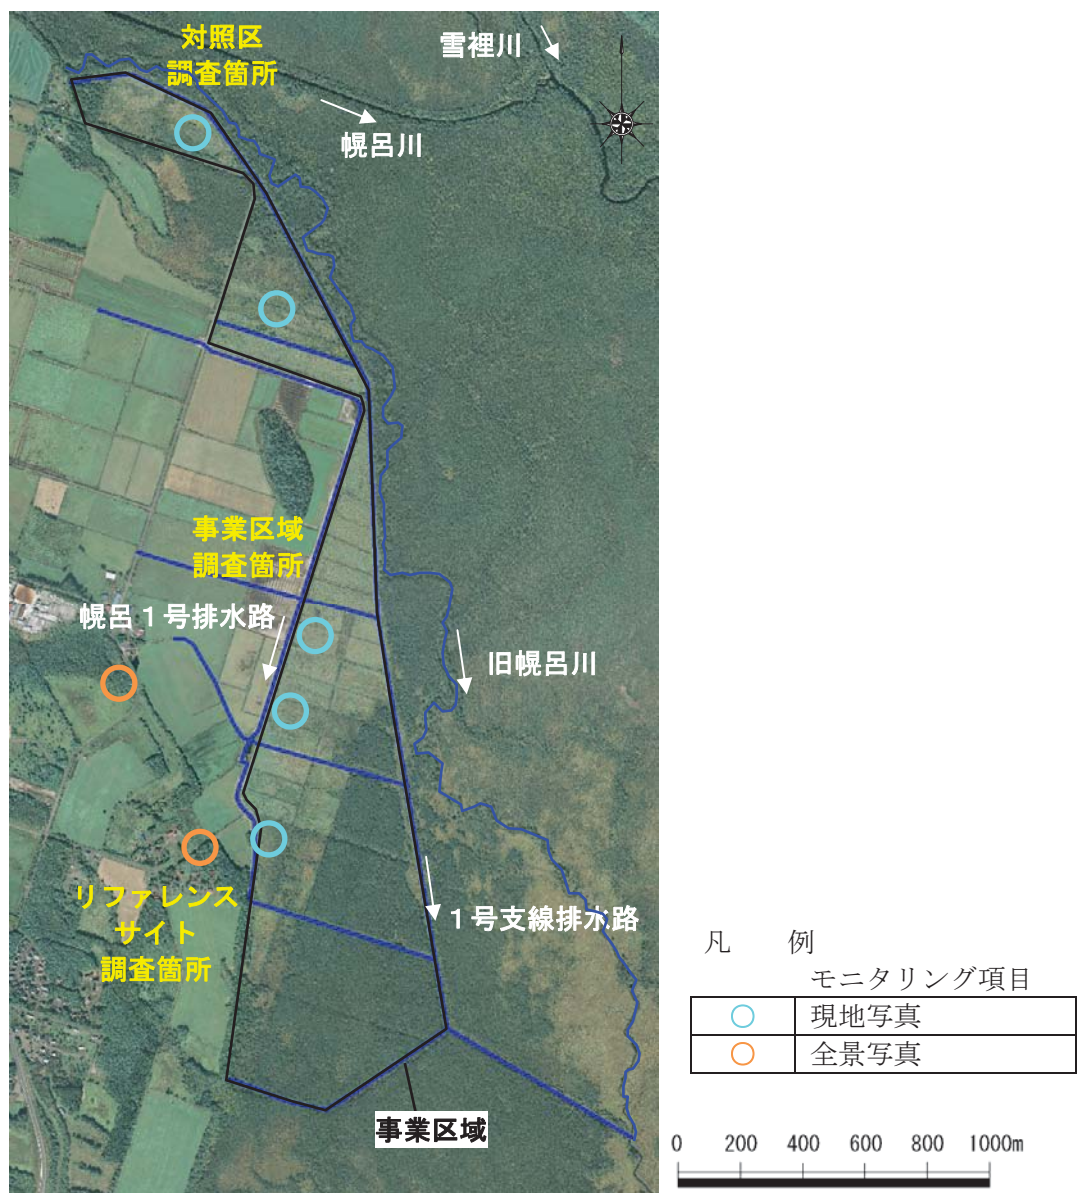 対照区
調査箇所
雪裡川
幌呂川
事業区域
調査箇所
幌呂1号排水路
旧幌呂川
リファレンス
サイト
調査箇所
1号支線排水路
事業区域
凡 例
モニタリング項目
現地写真
全景写真
0 200 400 600 800 1000m